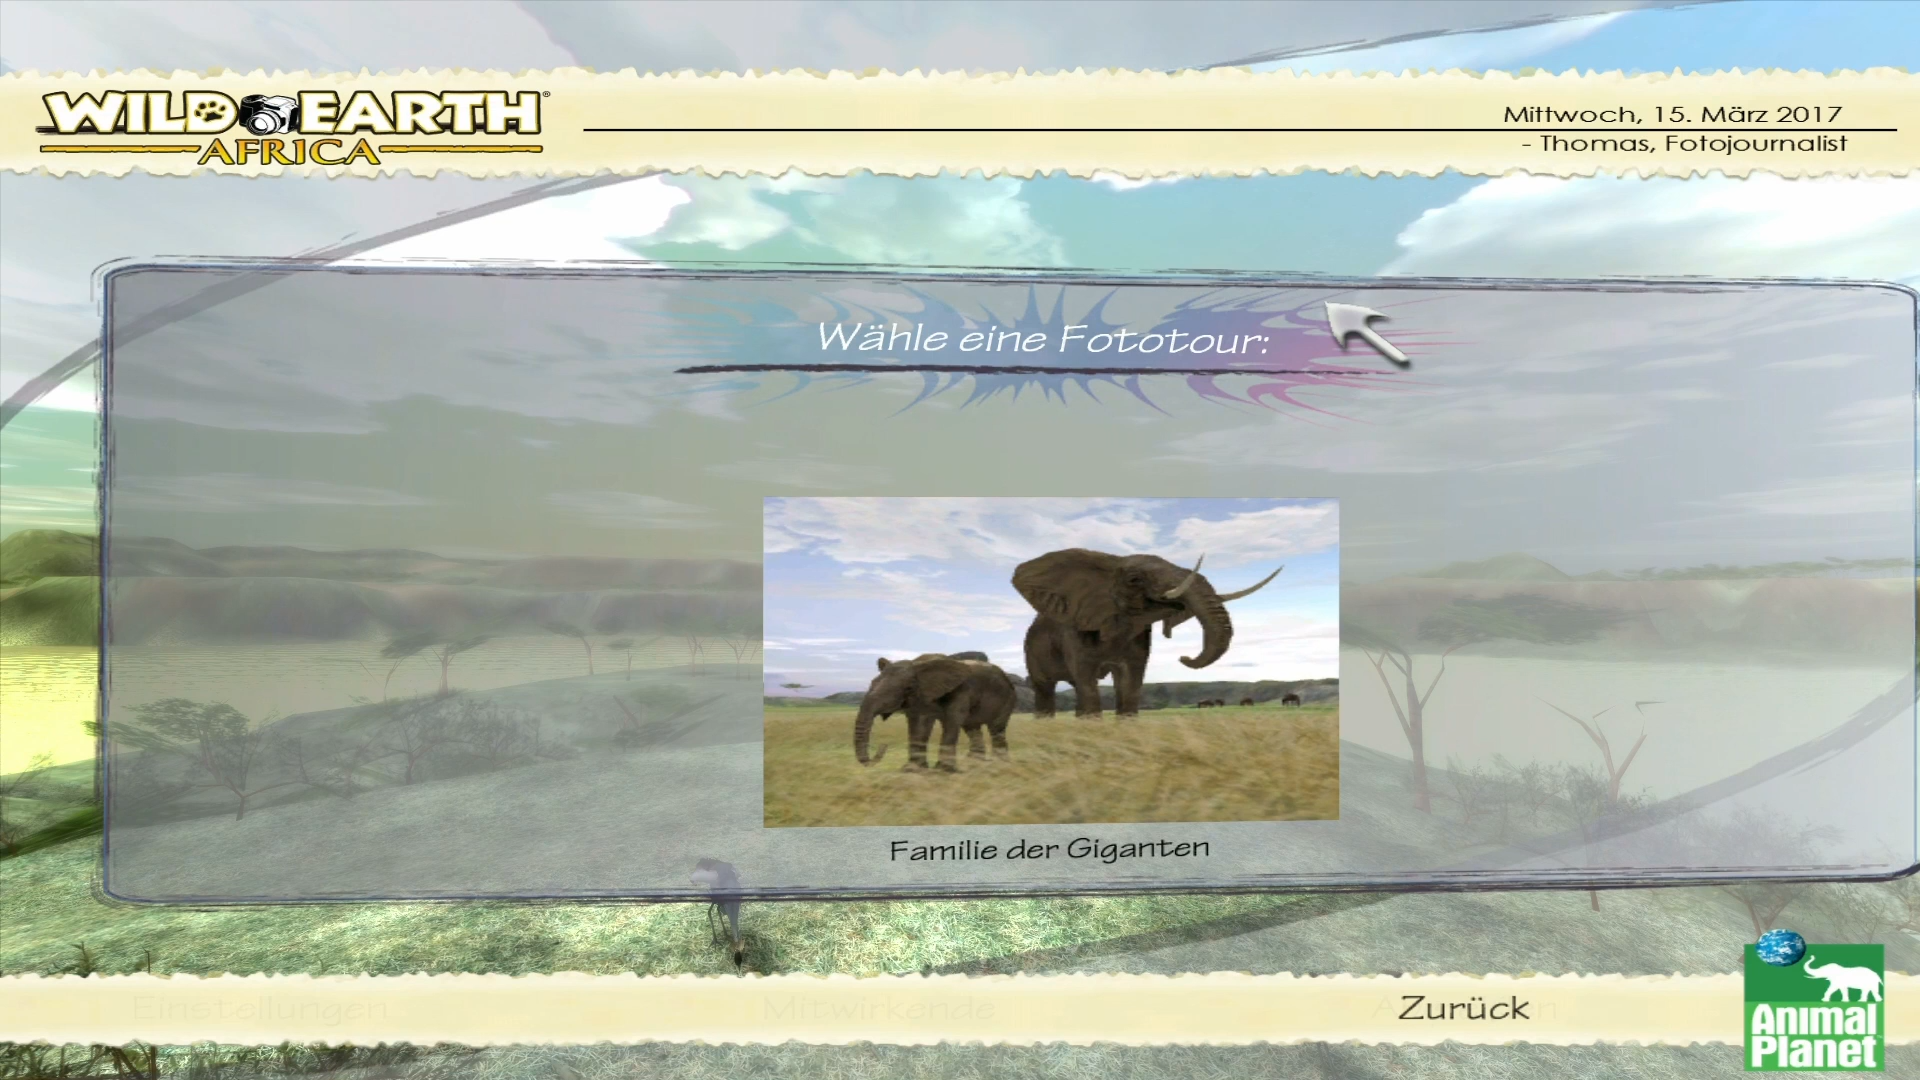 WILD EARTH®
AFRICA
Mittwoch, 15. März 2017
- Thomas, Fotojournalist
Wähle eine Fototour:
Familie der Giganten
Einstellungen
Mitwirkende
Zurück
Animal
Planet